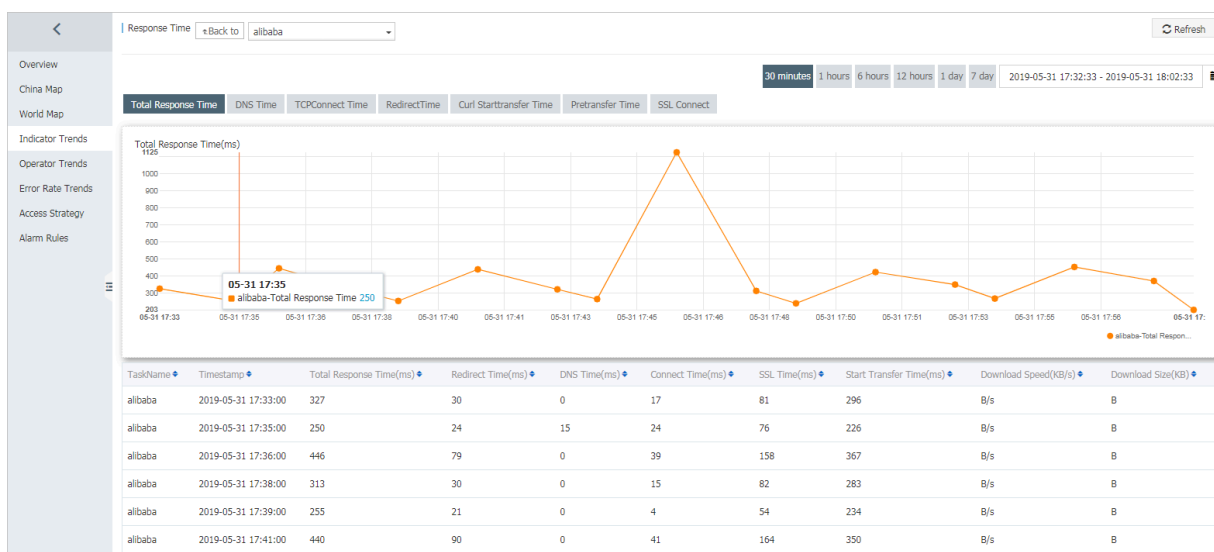 Response Time Back to alibaba Refresh
Overview
China Map
World Map
Indicator Trends
Operator Trends
Error Rate Trends
Access Strategy
Alarm Rules
30 minutes 1 hours 6 hours 12 hours 1 day 7 day 2019-05-31 17:32:33 - 2019-05-31 18:02:33
Total Response Time DNS Time TCPConnect Time RedirectTime Curl Starttransfer Time Pretransfer Time SSL Connect
Total Response Time(ms)
1125
1000
900
800
700
600
500
400
300
203
05-31 17:35
alibaba-Total Response Time 250
05-31 17:33 05-31 17:35 05-31 17:36 05-31 17:38 05-31 17:40 05-31 17:41 05-31 17:43 05-31 17:45 05-31 17:46 05-31 17:48 05-31 17:50 05-31 17:51 05-31 17:53 05-31 17:55 05-31 17:56 05-31 17:
alibaba-Total Respon...
TaskName Timestamp Total Response Time(ms) Redirect Time(ms) DNS Time(ms) Connect Time(ms) SSL Time(ms) Start Transfer Time(ms) Download Speed(KB/s) Download Size(KB)
alibaba 2019-05-31 17:33:00 327 30 0 17 81 296 B/s B
alibaba 2019-05-31 17:35:00 250 24 15 24 76 226 B/s B
alibaba 2019-05-31 17:36:00 446 79 0 39 158 367 B/s B
alibaba 2019-05-31 17:38:00 313 30 0 15 82 283 B/s B
alibaba 2019-05-31 17:39:00 255 21 0 4 54 234 B/s B
alibaba 2019-05-31 17:41:00 440 90 0 41 164 350 B/s B